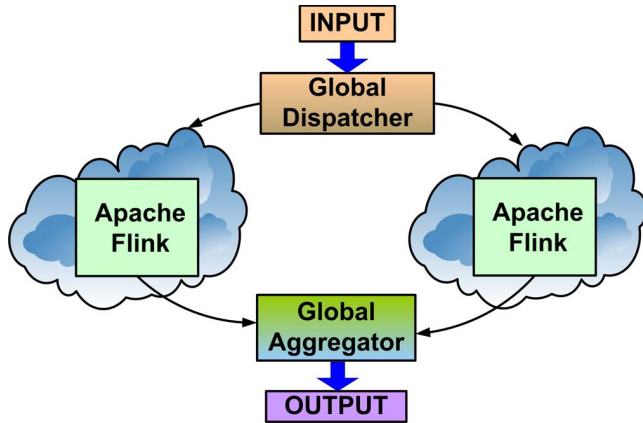 INPUT
Global
Dispatcher
Apache
Flink
Apache
Flink
Global
Aggregator
OUTPUT